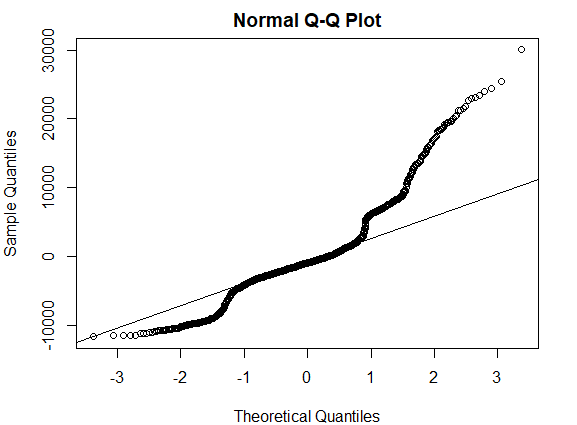 Normal Q-Q Plot
30000
20000
10000
0
-10000
Sample Quantiles
-3 -2 -1 0 1 2 3
Theoretical Quantiles